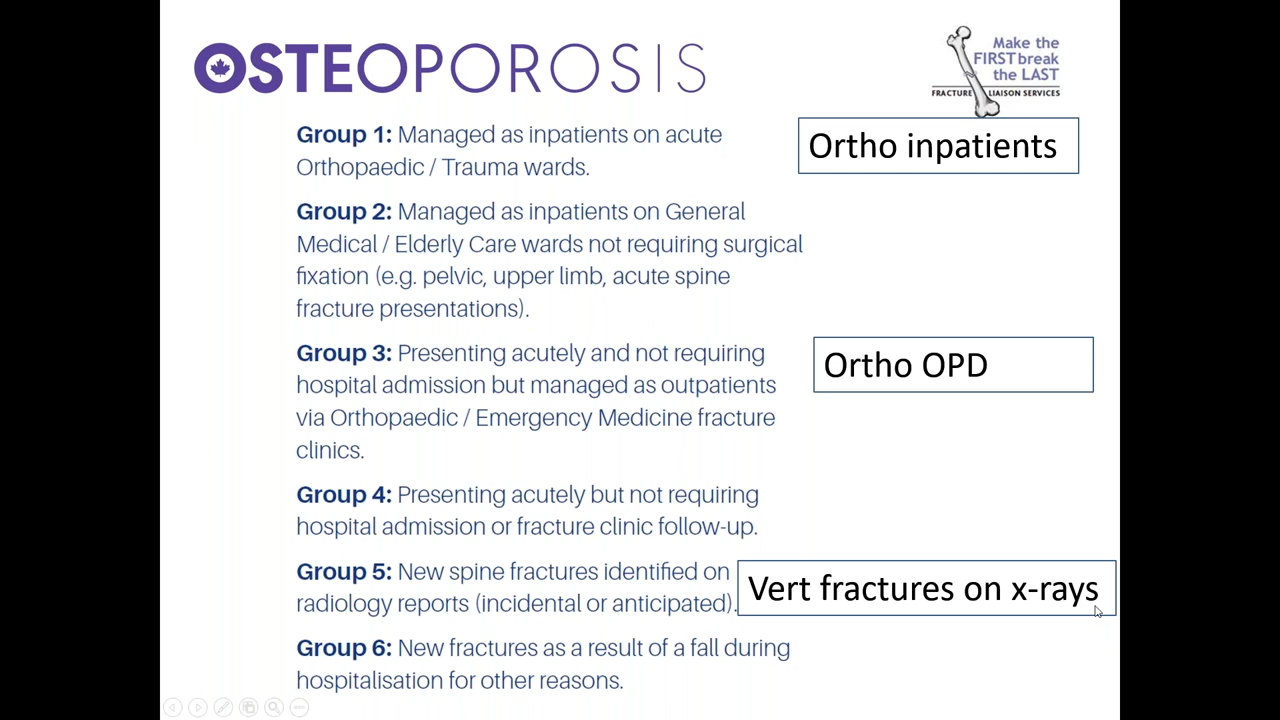 OSTEOPOROSIS
Make the
FIRST break
the LAST
FRACTURE LIAISON SERVICES
Group 1: Managed as inpatients on acute
Orthopaedic / Trauma wards.
Ortho inpatients
Group 2: Managed as inpatients on General
Medical / Elderly Care wards not requiring surgical
fixation (e.g. pelvic, upper limb, acute spine
fracture presentations).
Group 3: Presenting acutely and not requiring
hospital admission but managed as outpatients
via Orthopaedic / Emergency Medicine fracture
clinics.
Ortho OPD
Group 4: Presenting acutely but not requiring
hospital admission or fracture clinic follow-up.
Group 5: New spine fractures identified on
radiology reports (incidental or anticipated).
Vert fractures on x-rays
Group 6: New fractures as a result of a fall during
hospitalisation for other reasons.